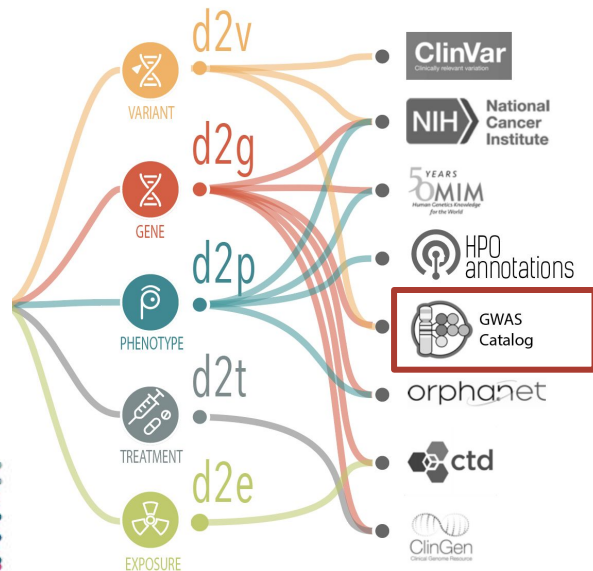 d2v
VARIANT
d2g
GENE
d2p
PHENOTYPE
d2t
TREATMENT
d2e
EXPOSURE
ClinVar
Clinically relevant variation
NIH
National
Cancer
Institute
50 YEARS
OMIM
Human Genetics Knowledge
for the World
HPO
annotations
GWAS
Catalog
orphanet
ctd
ClinGen
Clinical Genome Resource